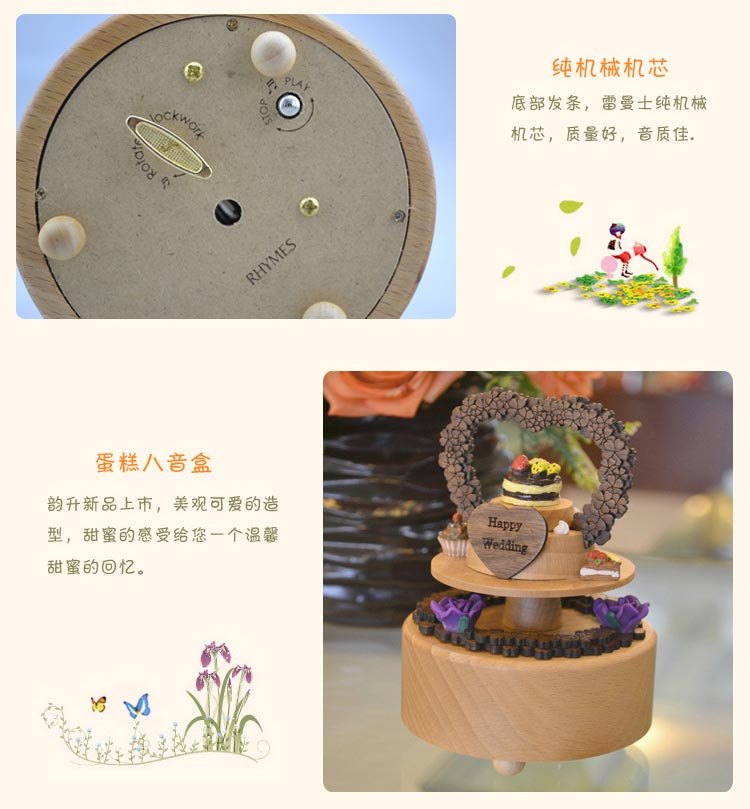 PLAY
STOP
lockwork
Rotate
RHYMES
纯机械机芯
底部发条，雷曼士纯机械
机芯，质量好，音质佳.
蛋糕八音盒
韵升新品上市，美观可爱的造
型，甜蜜的感受给您一个温馨
甜蜜的回忆。
Happy
Wedding